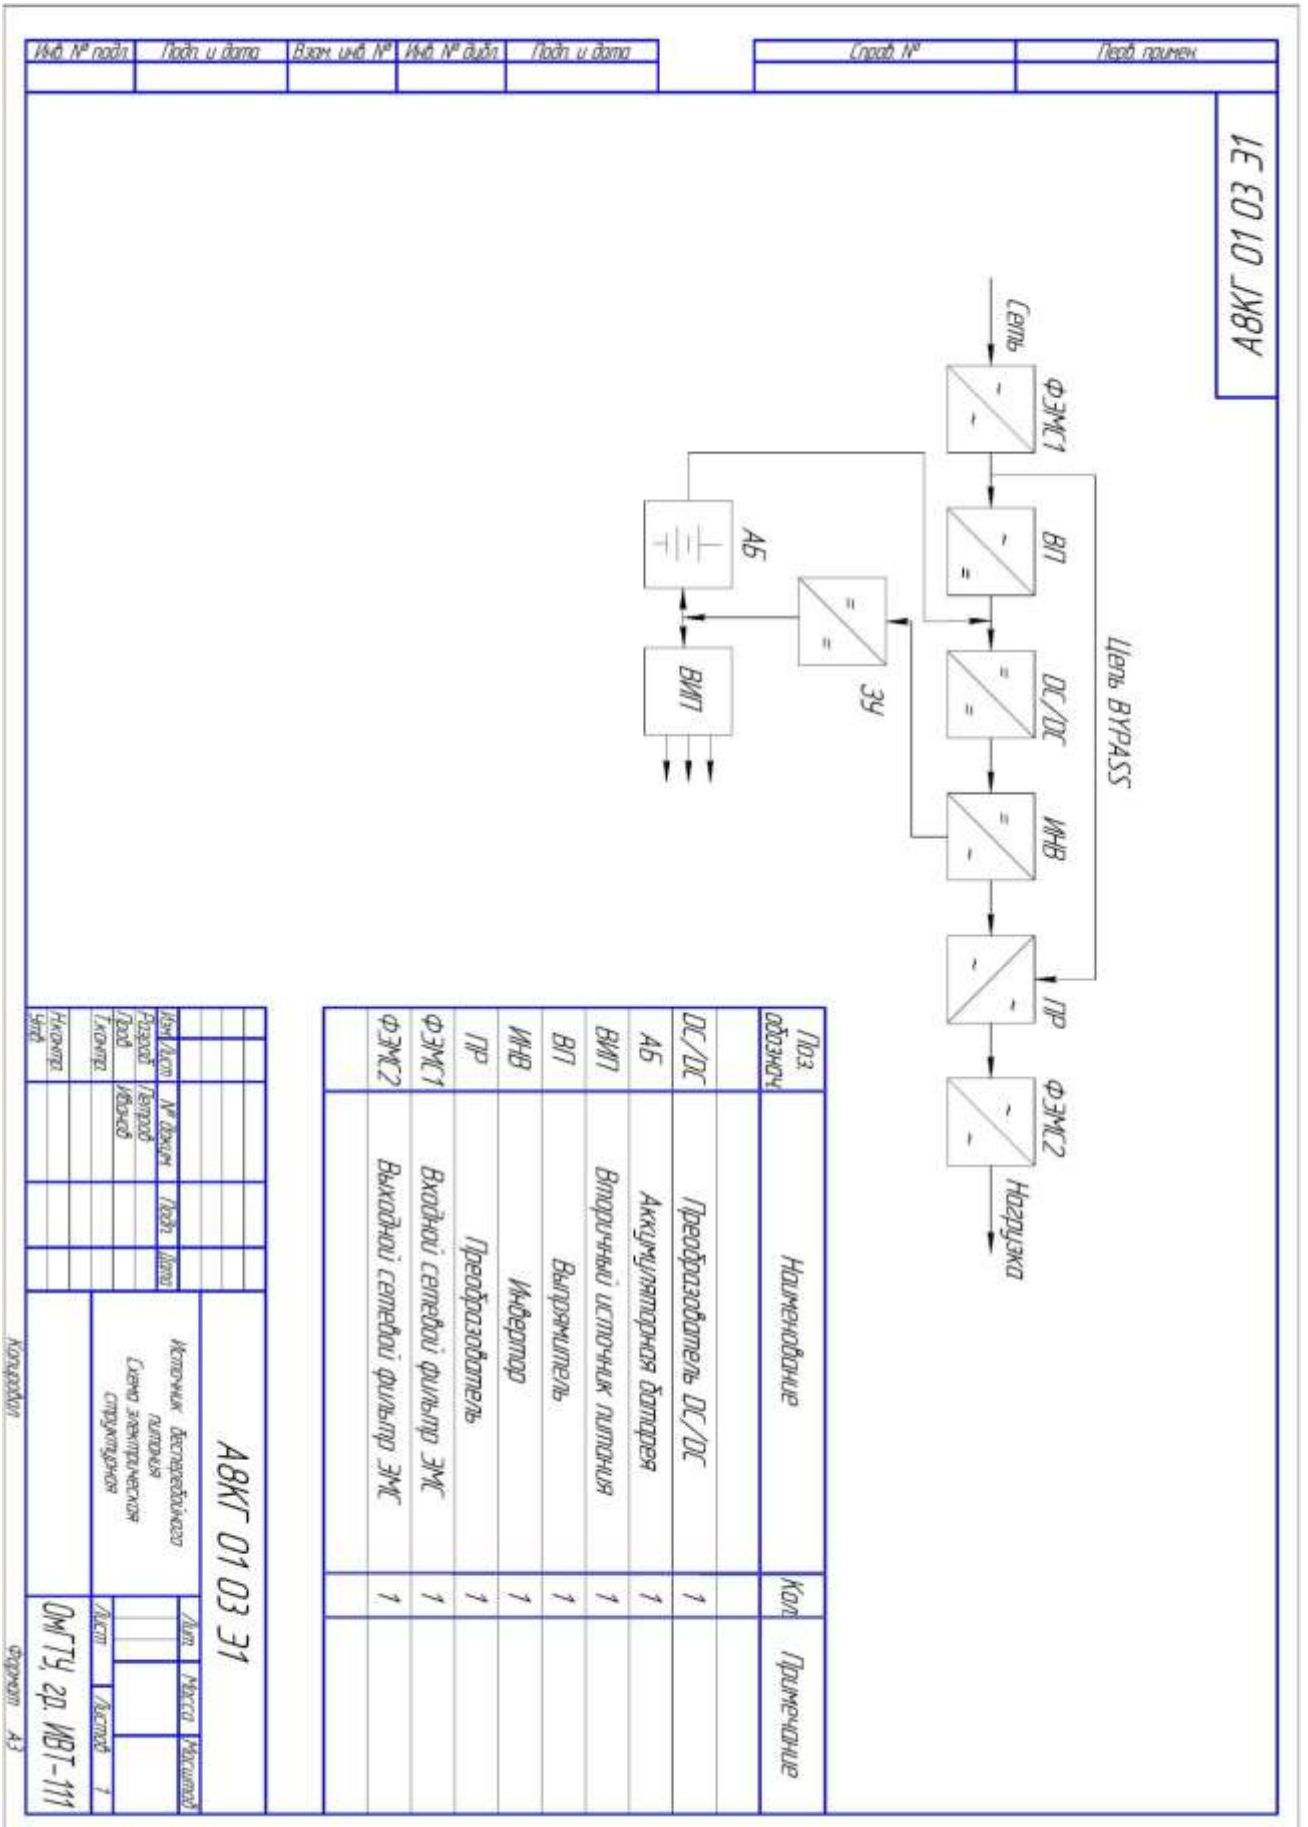 А8КГ 01 03 Э1
Перв. примен.
Справ. №
Подп. и дата
Инв. № дубл.
Взам. инв. №
Подп. и дата
Инв. № подл.
Цепь BYPASS
Сеть
ФЭМС1
ВП
DC/DC
ИНВ
ПР
ФЭМС2
Нагрузка
~
~
~
=
=
=
=
~
~
~
~
~
ЗУ
=
=
АБ
ВИП
Поз. обознач.
Наименование
Кол.
Примечание
DC/DC Преобразователь DC/DC 1
АБ Аккумуляторная батарея 1
ВИП Вторичный источник питания 1
ВП Выпрямитель 1
ИНВ Инвертор 1
ПР Преобразователь 1
ФЭМС1 Входной сетевой фильтр ЭМС 1
ФЭМС2 Выходной сетевой фильтр ЭМС 1
А8КГ 01 03 Э1
Изм. Лист № докум. Подп. Дата
Разраб. Петров
Пров. Иванов
Т.контр.
Н.контр.
Утв.
Источник бесперебойного
питания
Схема электрическая
структурная
Лит. Масса Масштаб
Лист Листов 1
ОмГТУ, гр. ИВТ-111
Копировал
Формат А3